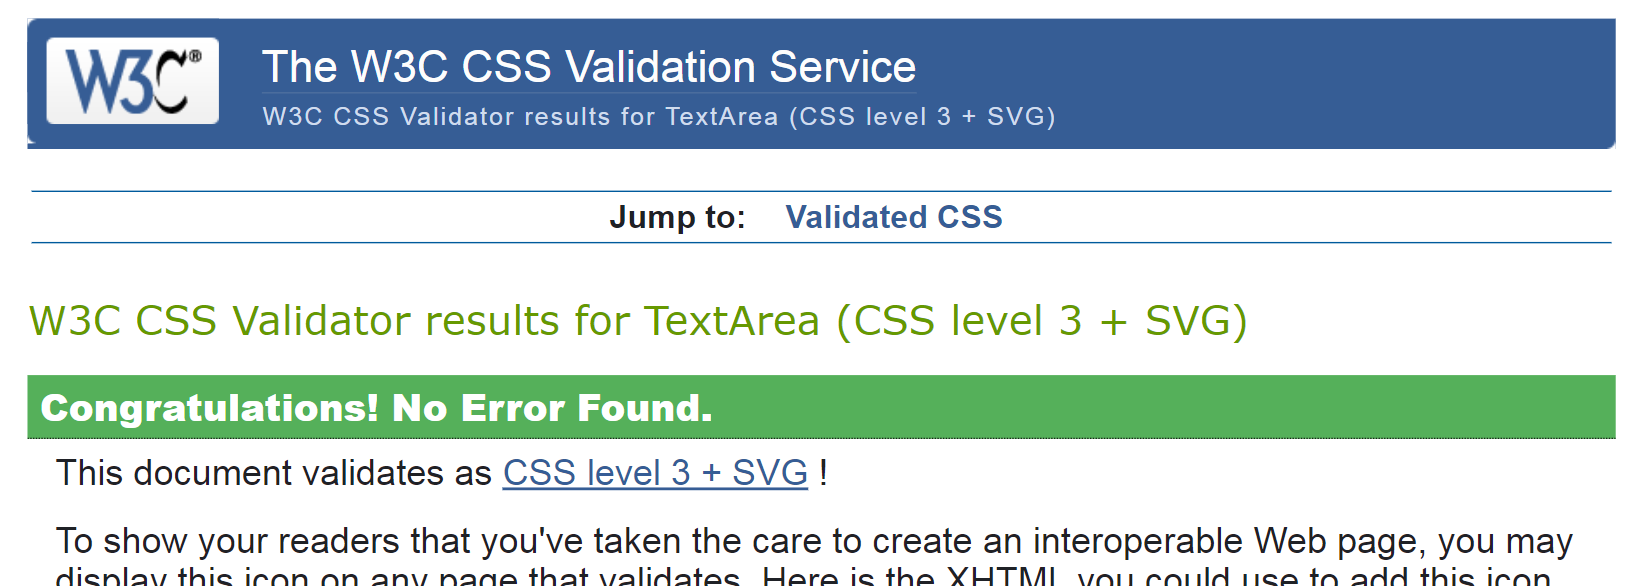 W3C®
The W3C CSS Validation Service
W3C CSS Validator results for TextArea (CSS level 3 + SVG)
Jump to: Validated CSS
W3C CSS Validator results for TextArea (CSS level 3 + SVG)
Congratulations! No Error Found.
This document validates as CSS level 3 + SVG !
To show your readers that you've taken the care to create an interoperable Web page, you may
display this icon on any page that validates. Here is the XHTML you could use to add this icon